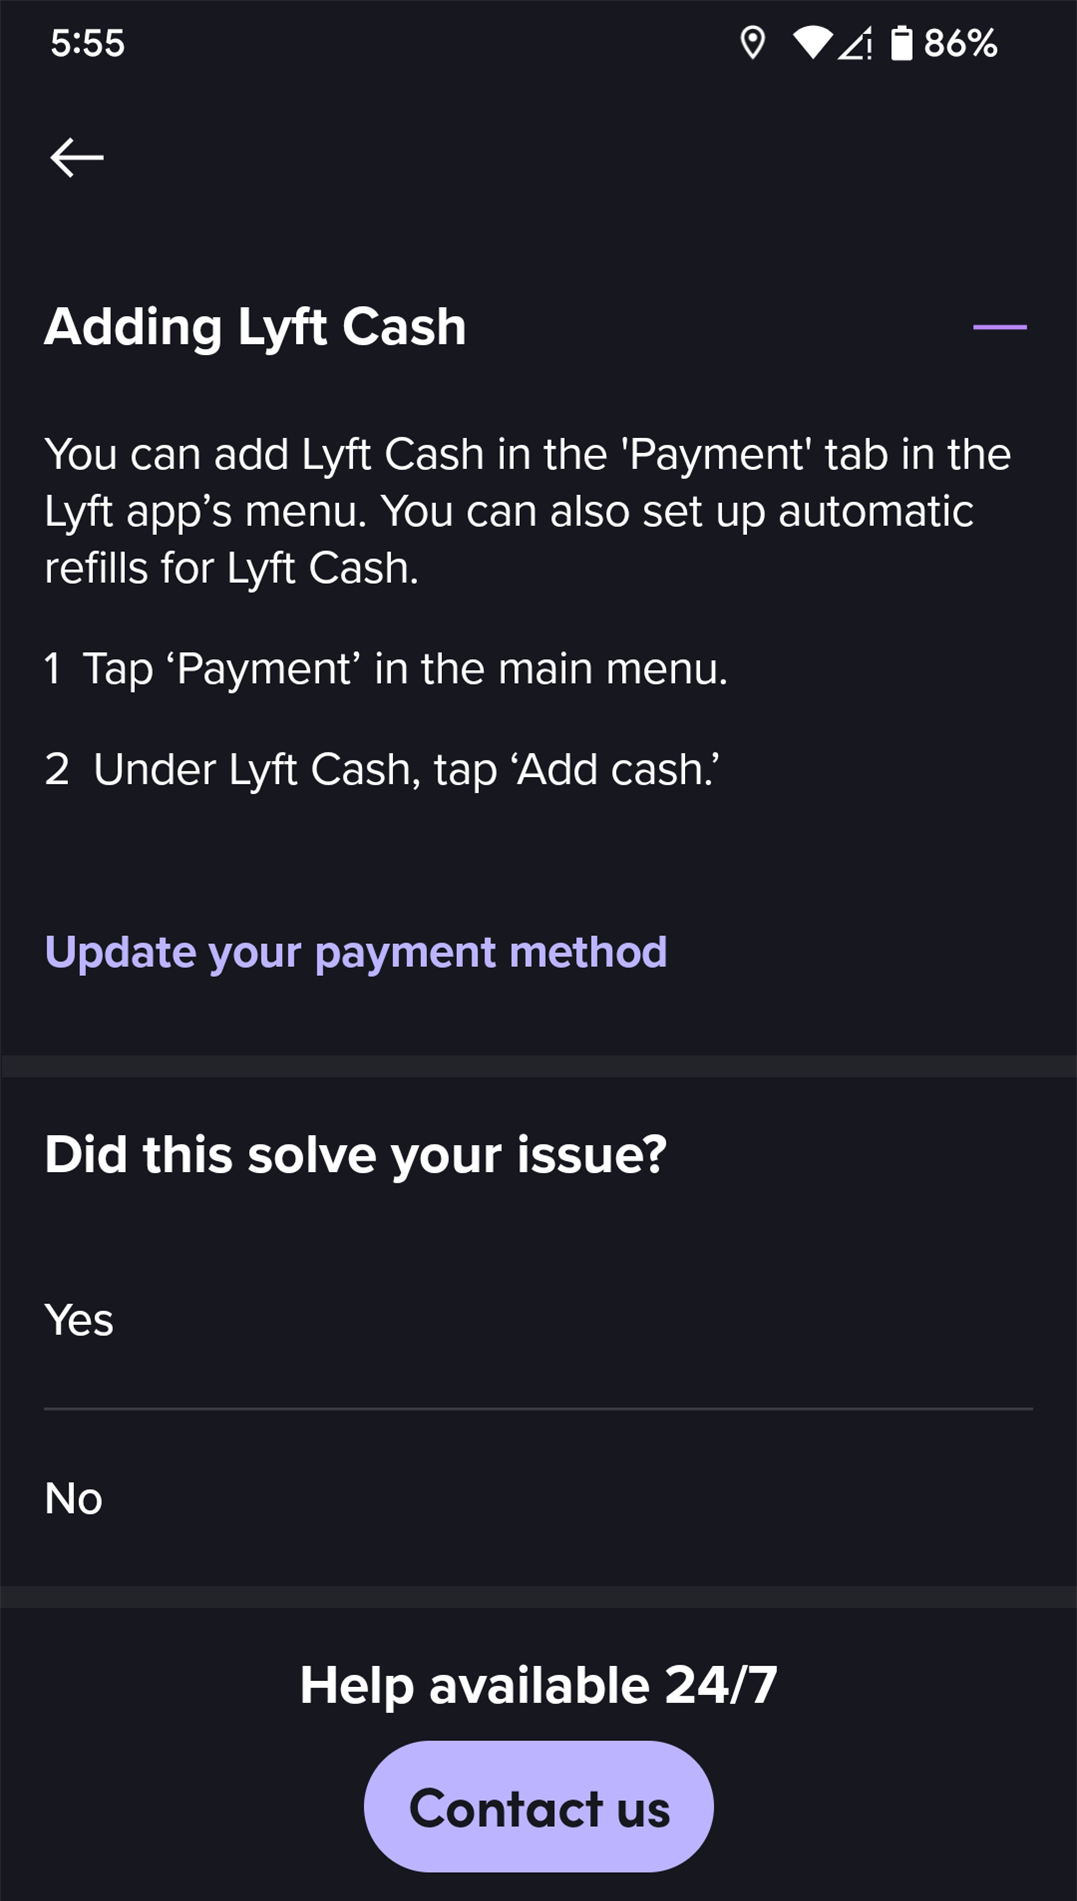 5:55
86%
Adding Lyft Cash
You can add Lyft Cash in the 'Payment' tab in the
Lyft app’s menu. You can also set up automatic
refills for Lyft Cash.
1 Tap ‘Payment’ in the main menu.
2 Under Lyft Cash, tap ‘Add cash.’
Update your payment method
Did this solve your issue?
Yes
No
Help available 24/7
Contact us